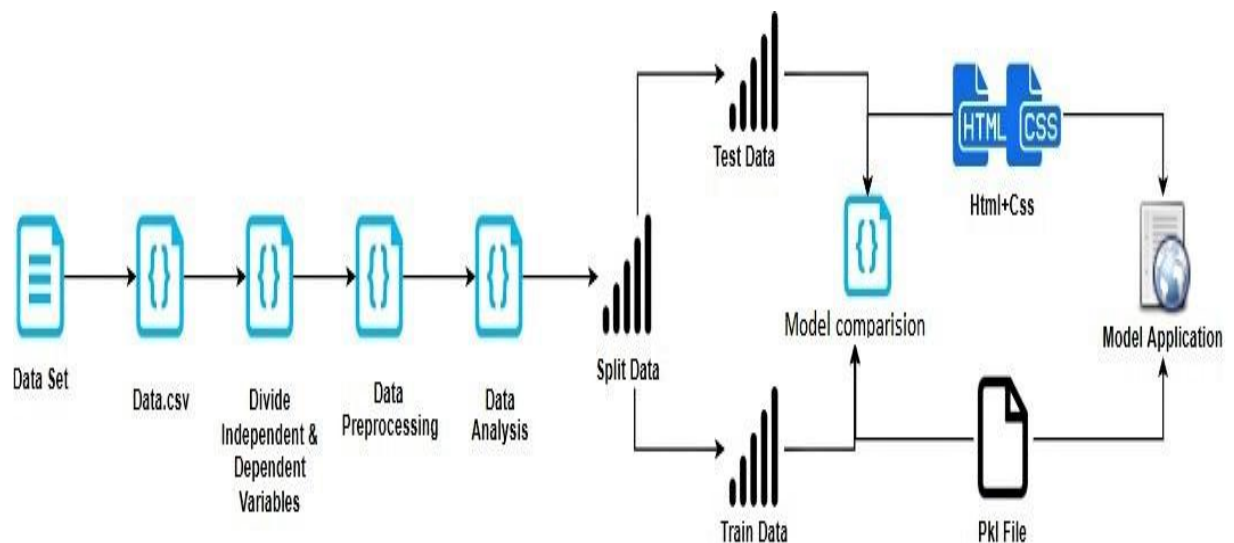 Data Set
Data.csv
Divide
Independent &
Dependent
Variables
Data
Preprocessing
Data
Analysis
Split Data
Test Data
Train Data
Model comparision
HTML
CSS
Html+Css
Pkl File
Model Application